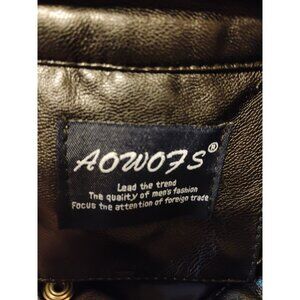 AOWOFS®
Lead the trend
The quality of men's fashion
Focus the attention of foreign trade